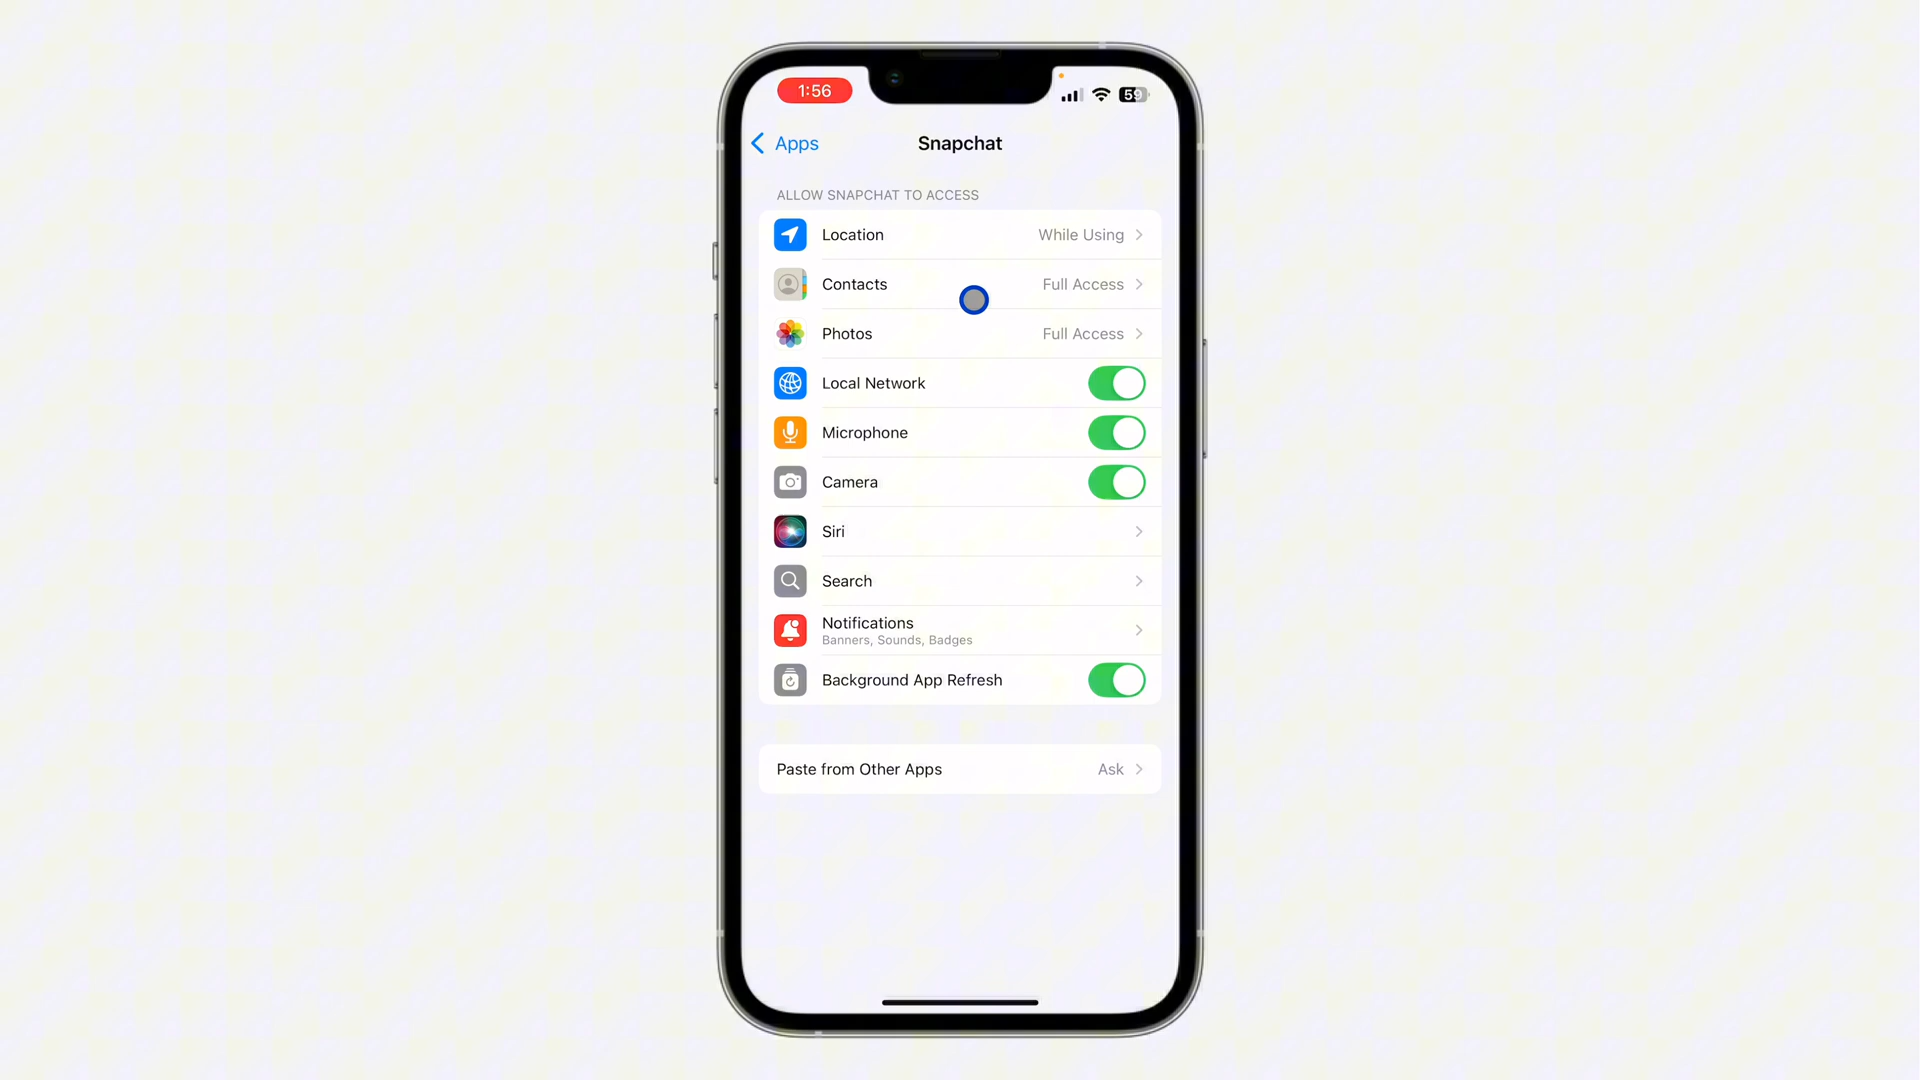 1:56
59
Apps
Snapchat
ALLOW SNAPCHAT TO ACCESS
Location While Using
Contacts Full Access
Photos Full Access
Local Network
Microphone
Camera
Siri
Search
Notifications
Banners, Sounds, Badges
Background App Refresh
Paste from Other Apps Ask